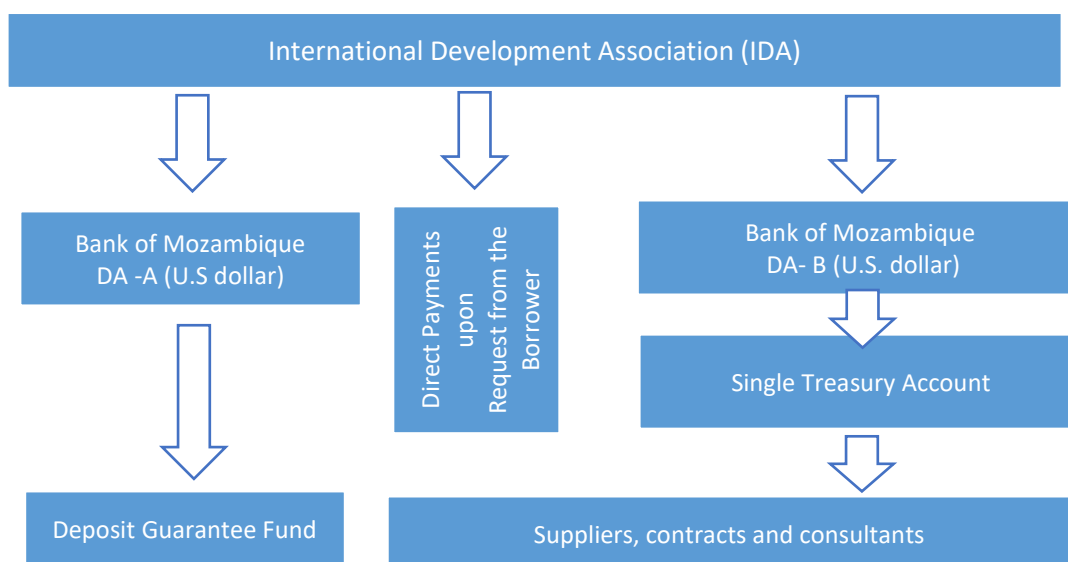 International Development Association (IDA)
Bank of Mozambique
DA -A (U.S dollar)
Direct Payments
upon
Request from the
Borrower
Bank of Mozambique
DA- B (U.S. dollar)
Single Treasury Account
Deposit Guarantee Fund
Suppliers, contracts and consultants